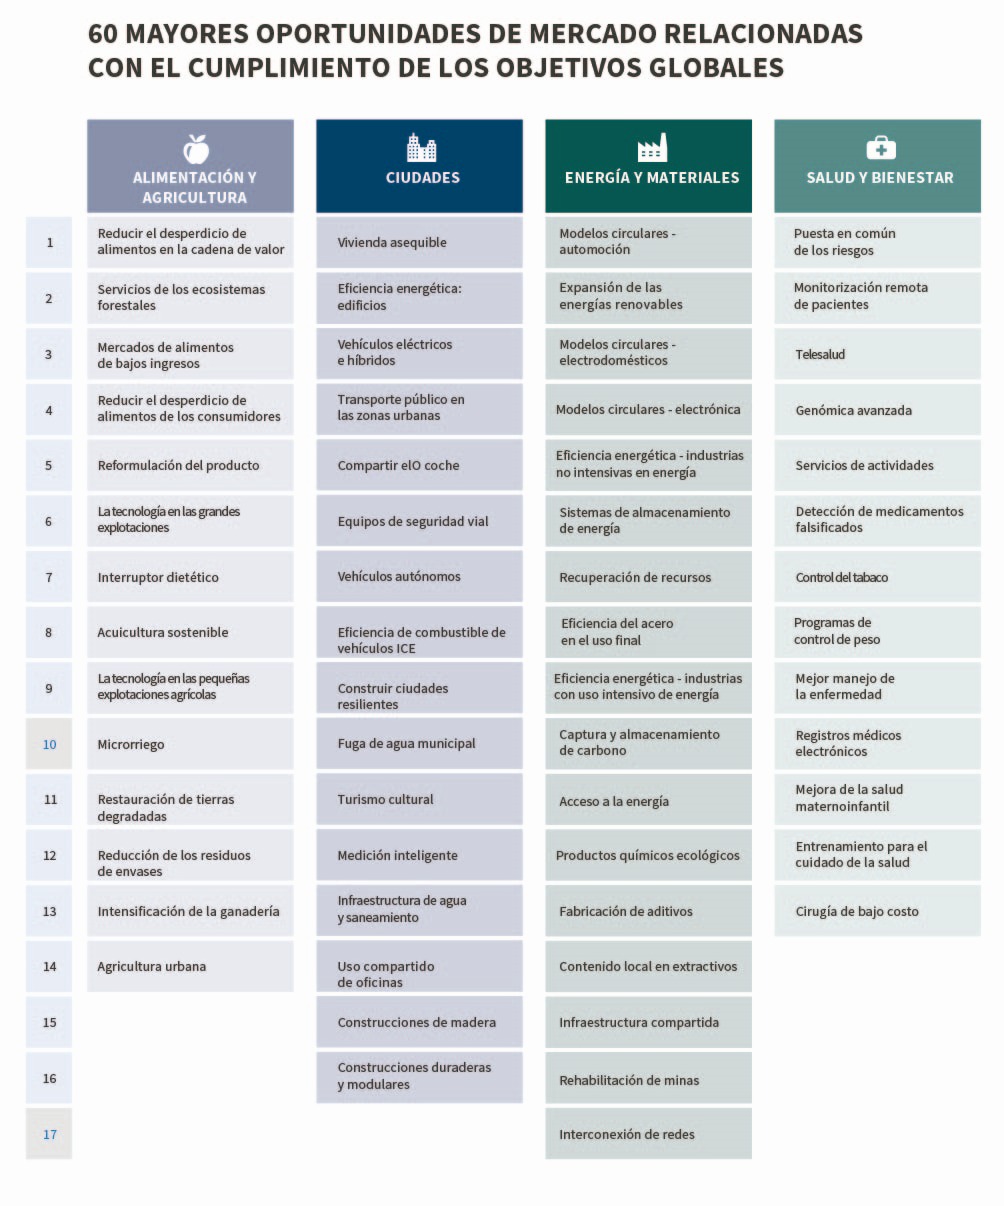 60 MAYORES OPORTUNIDADES DE MERCADO RELACIONADAS
CON EL CUMPLIMIENTO DE LOS OBJETIVOS GLOBALES
ALIMENTACIÓN Y
AGRICULTURA
CIUDADES
ENERGÍA Y MATERIALES
SALUD Y BIENESTAR
1
Reducir el desperdicio de
alimentos en la cadena de valor
Vivienda asequible
Modelos circulares -
automoción
Puesta en común
de los riesgos
2
Servicios de los ecosistemas
forestales
Eficiencia energética:
edificios
Expansión de las
energías renovables
Monitorización remota
de pacientes
3
Mercados de alimentos
de bajos ingresos
Vehículos eléctricos
e híbridos
Modelos circulares -
electrodomésticos
Telesalud
4
Reducir el desperdicio de
alimentos de los consumidores
Transporte público en
las zonas urbanas
Modelos circulares - electrónica
Genómica avanzada
5
Reformulación del producto
Compartir elO coche
Eficiencia energética - industrias
no intensivas en energía
Servicios de actividades
6
La tecnología en las grandes
explotaciones
Equipos de seguridad vial
Sistemas de almacenamiento
de energía
Detección de medicamentos
falsificados
7
Interruptor dietético
Vehículos autónomos
Recuperación de recursos
Control del tabaco
8
Acuicultura sostenible
Eficiencia de combustible de
vehículos ICE
Eficiencia del acero
en el uso final
Programas de
control de peso
9
La tecnología en las pequeñas
explotaciones agrícolas
Construir ciudades
resilientes
Eficiencia energética - industrias
con uso intensivo de energía
Mejor manejo de
la enfermedad
10
Microrriego
Fuga de agua municipal
Captura y almacenamiento
de carbono
Registros médicos
electrónicos
11
Restauración de tierras
degradadas
Turismo cultural
Acceso a la energía
Mejora de la salud
maternoinfantil
12
Reducción de los residuos
de envases
Medición inteligente
Productos químicos ecológicos
Entrenamiento para el
cuidado de la salud
13
Intensificación de la ganadería
Infraestructura de agua
y saneamiento
Fabricación de aditivos
Cirugía de bajo costo
14
Agricultura urbana
Uso compartido
de oficinas
Contenido local en extractivos
15
Construcciones de madera
Infraestructura compartida
16
Construcciones duraderas
y modulares
Rehabilitación de minas
17
Interconexión de redes